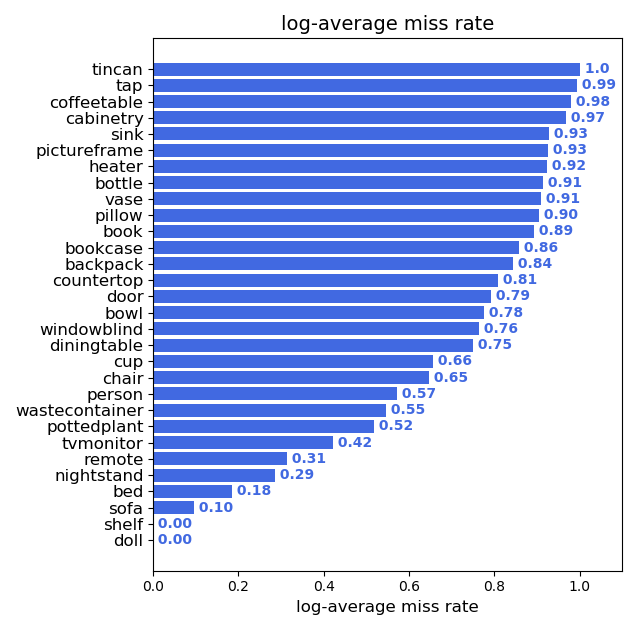 log-average miss rate
tincan 1.0
tap 0.99
coffeetable 0.98
cabinetry 0.97
sink 0.93
pictureframe 0.93
heater 0.92
bottle 0.91
vase 0.91
pillow 0.90
book 0.89
bookcase 0.86
backpack 0.84
countertop 0.81
door 0.79
bowl 0.78
windowblind 0.76
diningtable 0.75
cup 0.66
chair 0.65
person 0.57
wastecontainer 0.55
pottedplant 0.52
tvmonitor 0.42
remote 0.31
nightstand 0.29
bed 0.18
sofa 0.10
shelf 0.00
doll 0.00
0.0 0.2 0.4 0.6 0.8 1.0
log-average miss rate